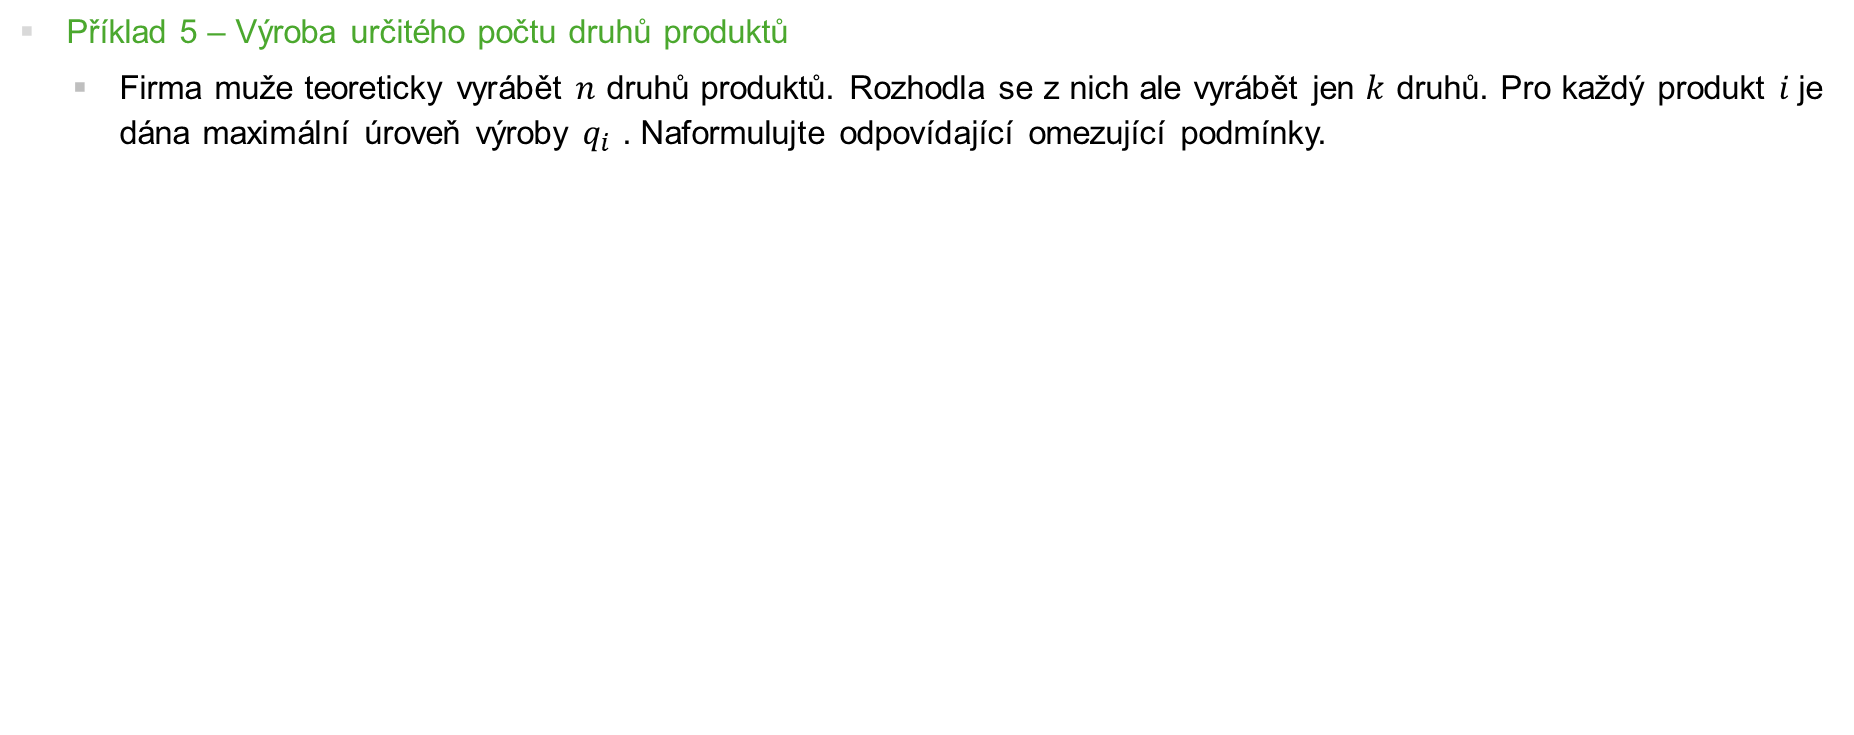 Příklad 5 – Výroba určitého počtu druhů produktů
Firma muže teoreticky vyrábět n druhů produktů. Rozhodla se z nich ale vyrábět jen k druhů. Pro každý produkt i je
dána maximální úroveň výroby qᵢ . Naformulujte odpovídající omezující podmínky.